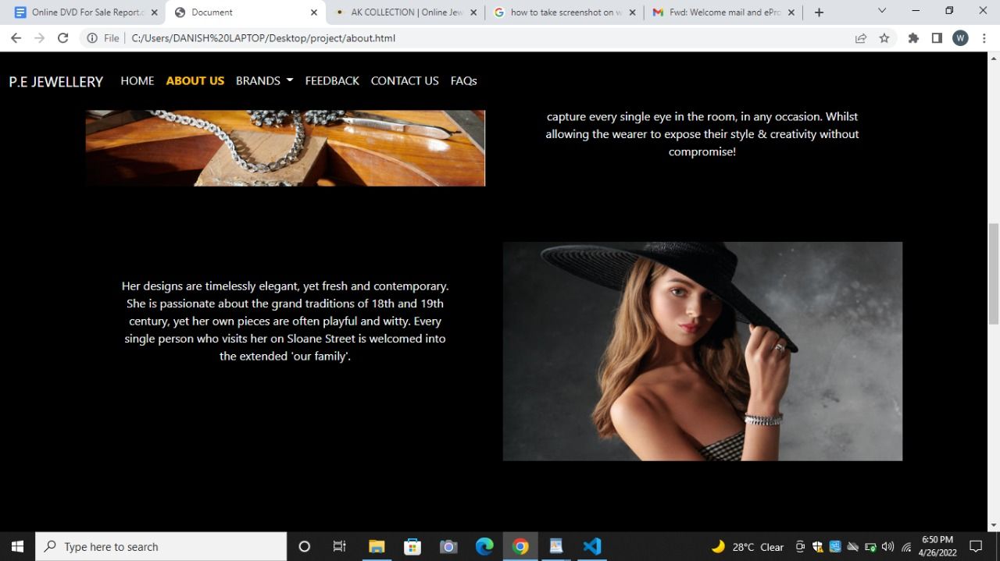 Online DVD For Sale Report.
Document
AK COLLECTION | Online Jew
how to take screenshot on w
Fwd: Welcome mail and ePro
File
C:/Users/DANISH%20LAPTOP/Desktop/project/about.html
W
P.E JEWELLERY HOME ABOUT US BRANDS FEEDBACK CONTACT US FAQs
capture every single eye in the room, in any occasion. Whilst
allowing the wearer to expose their style & creativity without
compromise!
Her designs are timelessly elegant, yet fresh and contemporary.
She is passionate about the grand traditions of 18th and 19th
century, yet her own pieces are often playful and witty. Every
single person who visits her on Sloane Street is welcomed into
the extended 'our family'.
Type here to search
28°C Clear
6:50 PM
4/26/2022